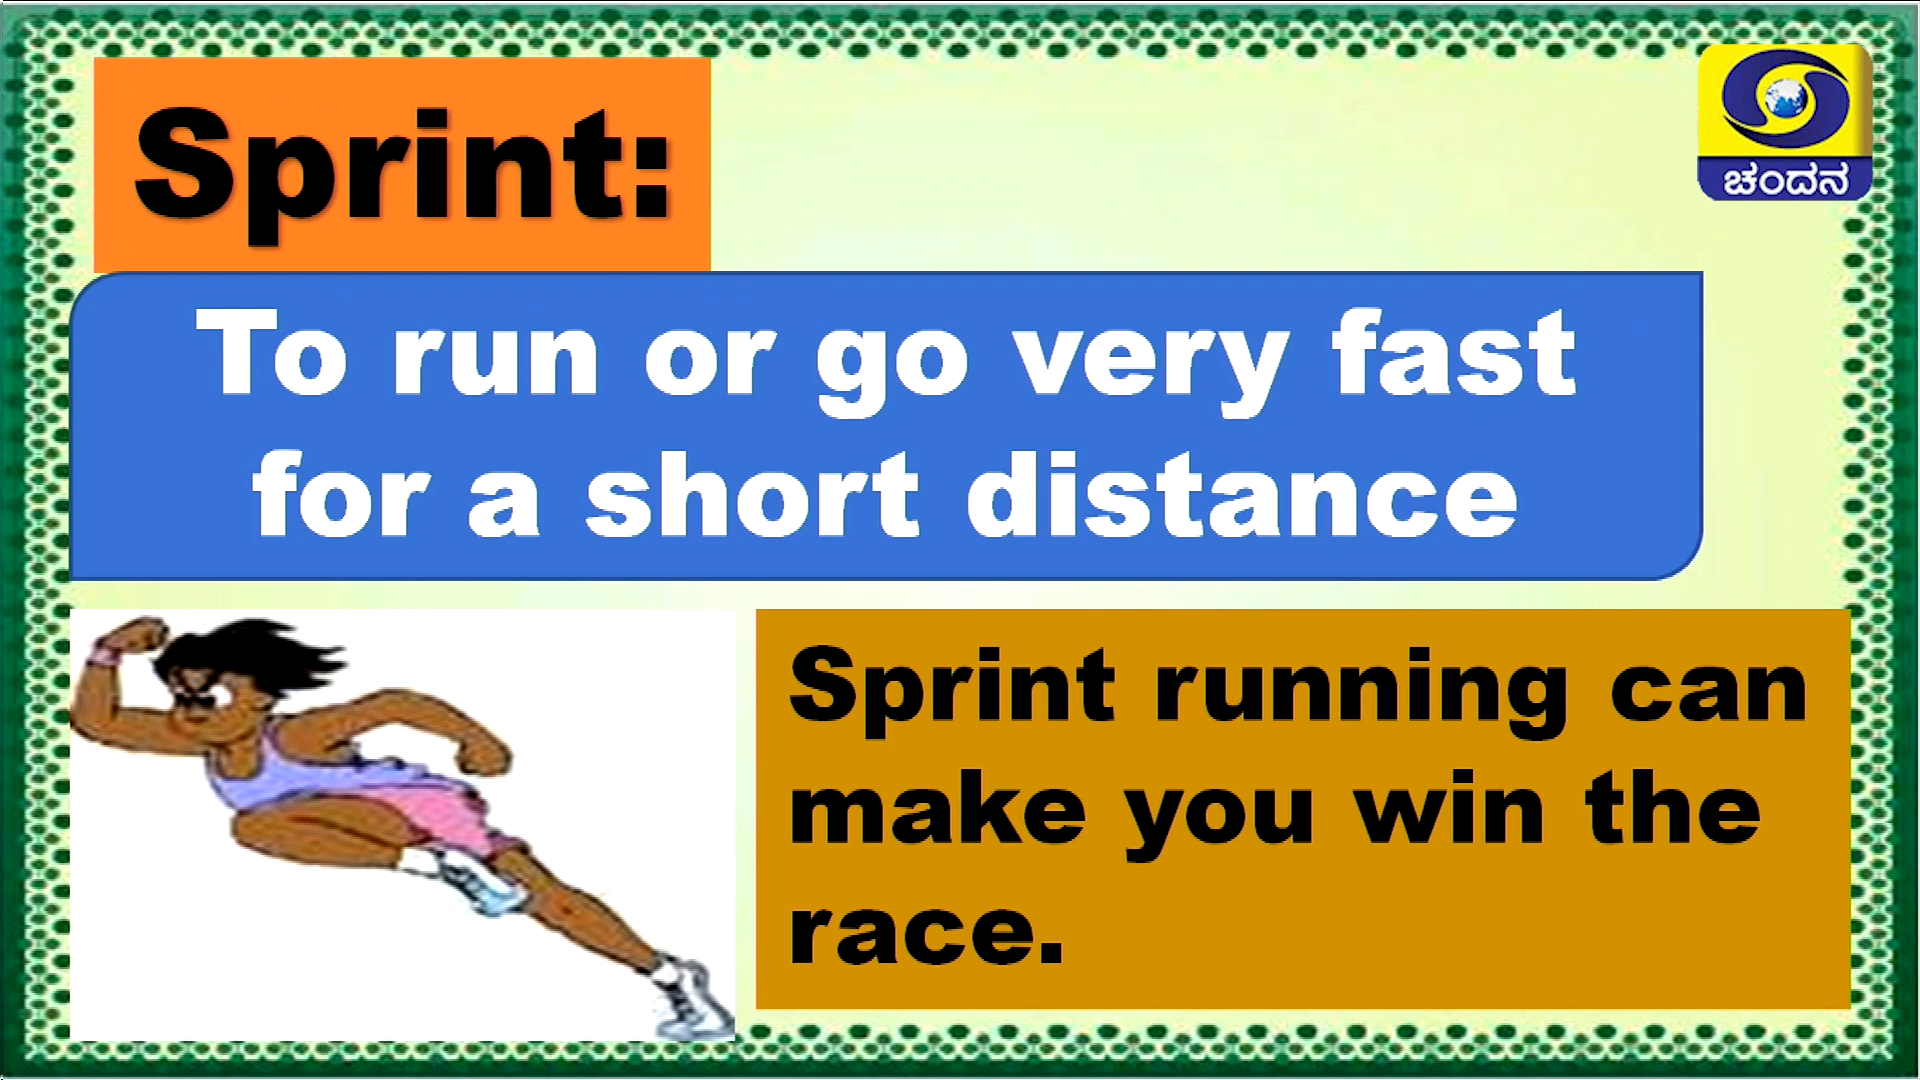 Sprint:
ಚಂದನ
To run or go very fast
for a short distance
Sprint running can
make you win the
race.